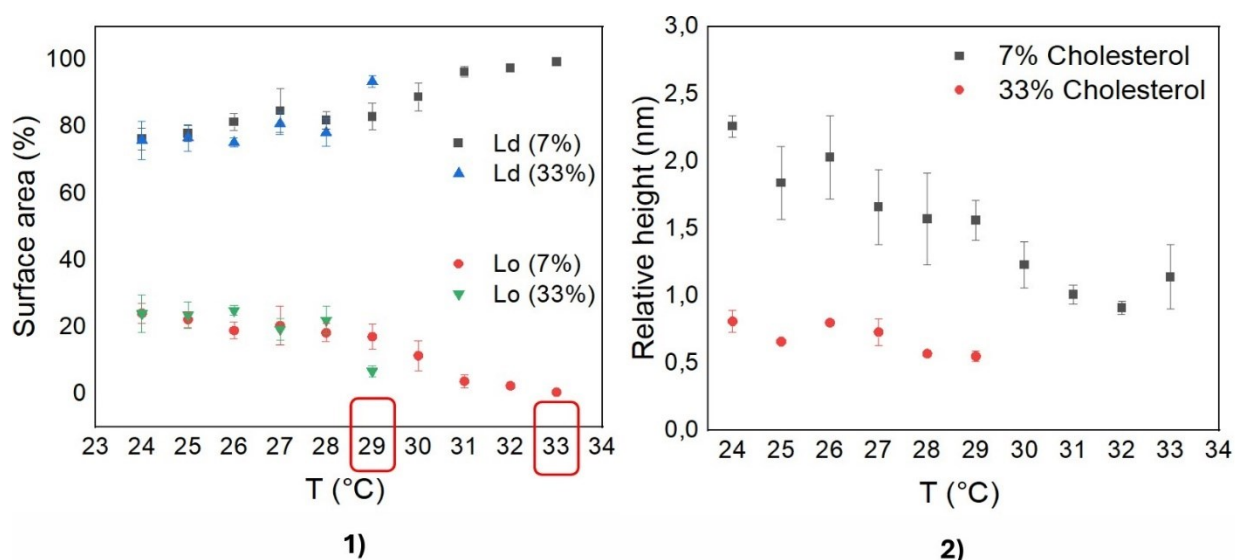 100
80
60
40
20
0
Surface area (%)
Ld (7%)
Ld (33%)
Lo (7%)
Lo (33%)
23 24 25 26 27 28 29 30 31 32 33 34
T (°C)
1)
3,0
2,5
2,0
1,5
1,0
0,5
0,0
Relative height (nm)
7% Cholesterol
33% Cholesterol
24 25 26 27 28 29 30 31 32 33 34
T (°C)
2)